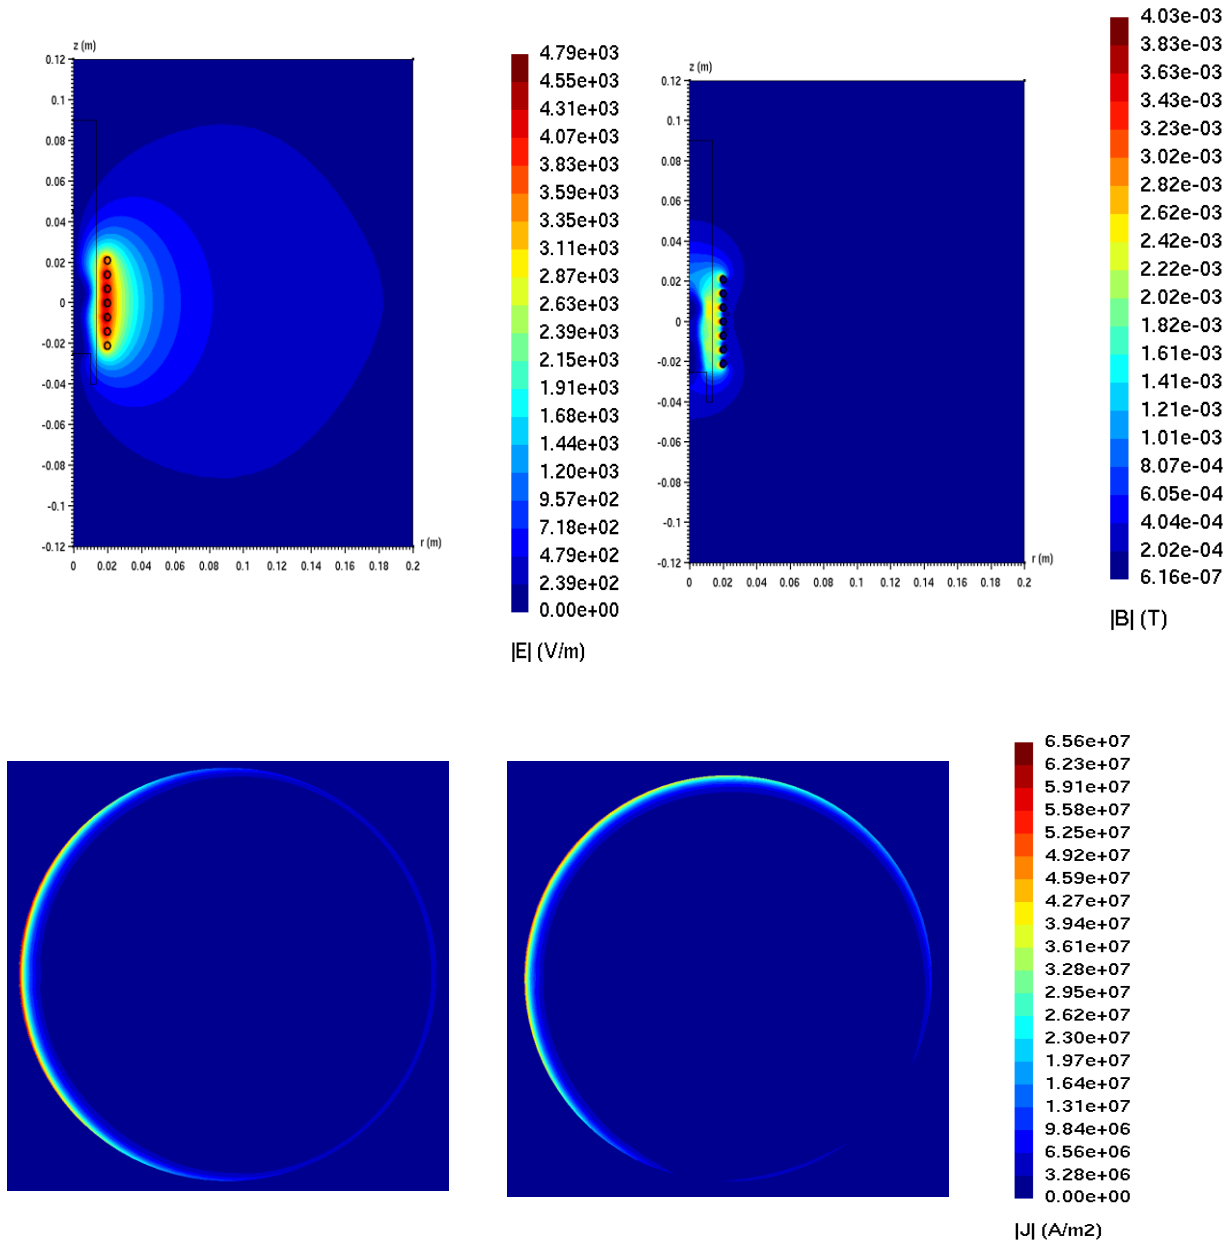 z (m)
0.12
0.1
0.08
0.06
0.04
0.02
0
-0.02
-0.04
-0.06
-0.08
-0.1
-0.12
0 0.02 0.04 0.06 0.08 0.10 0.12 0.14 0.16 0.18 0.2
r (m)
4.79e+03
4.55e+03
4.31e+03
4.07e+03
3.83e+03
3.59e+03
3.35e+03
3.11e+03
2.87e+03
2.63e+03
2.39e+03
2.15e+03
1.91e+03
1.68e+03
1.44e+03
1.20e+03
9.57e+02
7.18e+02
4.79e+02
2.39e+02
0.00e+00
|E| (V/m)
z (m)
0.12
0.1
0.08
0.06
0.04
0.02
0
-0.02
-0.04
-0.06
-0.08
-0.1
-0.12
0 0.02 0.04 0.06 0.08 0.10 0.12 0.14 0.16 0.18 0.2
r (m)
4.03e-03
3.83e-03
3.63e-03
3.43e-03
3.23e-03
3.02e-03
2.82e-03
2.62e-03
2.42e-03
2.22e-03
2.02e-03
1.82e-03
1.61e-03
1.41e-03
1.21e-03
1.01e-03
8.07e-04
6.05e-04
4.04e-04
2.02e-04
6.16e-07
|B| (T)
6.56e+07
6.23e+07
5.91e+07
5.58e+07
5.25e+07
4.92e+07
4.59e+07
4.27e+07
3.94e+07
3.61e+07
3.28e+07
2.95e+07
2.62e+07
2.30e+07
1.97e+07
1.64e+07
1.31e+07
9.84e+06
6.56e+06
3.28e+06
0.00e+00
|J| (A/m2)